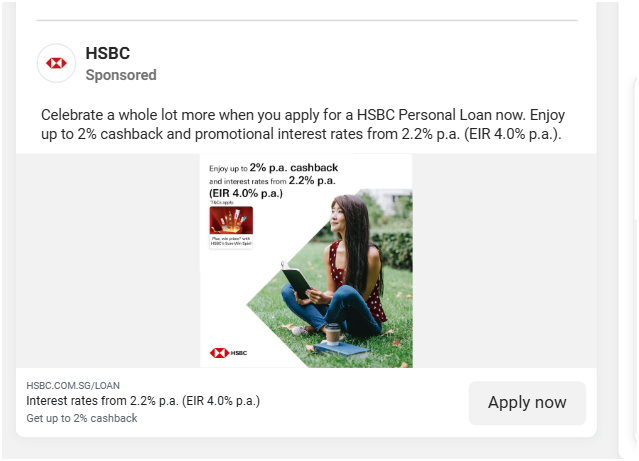 HSBC
Sponsored
Celebrate a whole lot more when you apply for a HSBC Personal Loan now. Enjoy
up to 2% cashback and promotional interest rates from 2.2% p.a. (EIR 4.0% p.a.).
Enjoy up to 2% p.a. cashback
and interest rates from 2.2% p.a.
(EIR 4.0% p.a.)
T&Cs apply
Plus, win prizes* with
HSBC's Sure-Win Spin!
HSBC
HSBC.COM.SG/LOAN
Interest rates from 2.2% p.a. (EIR 4.0% p.a.)
Get up to 2% cashback
Apply now